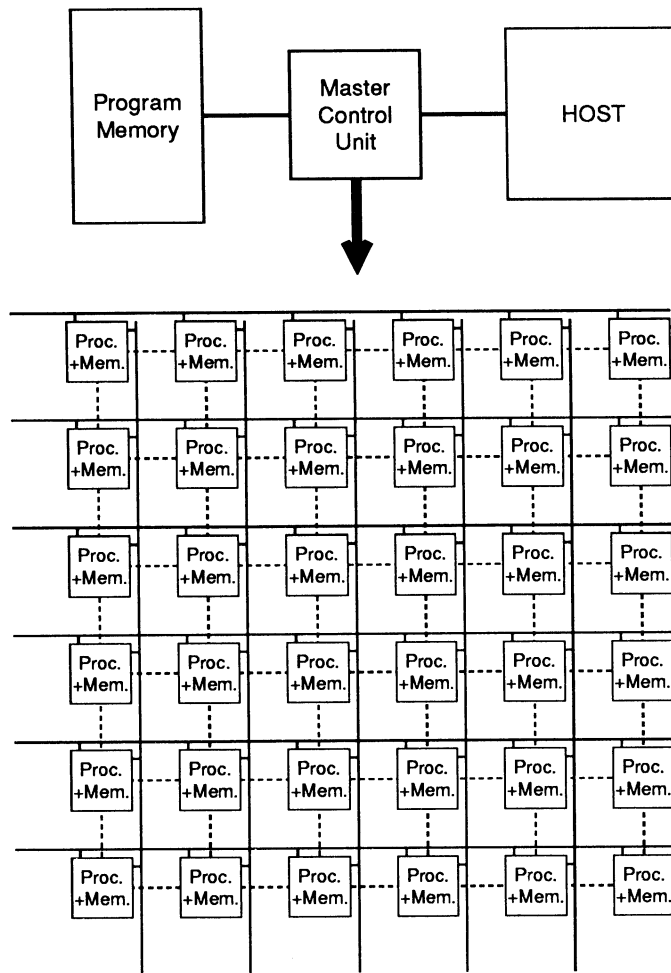 Program
Memory
Master
Control
Unit
HOST
Proc.
+Mem.
Proc.
+Mem.
Proc.
+Mem.
Proc.
+Mem.
Proc.
+Mem.
Proc.
+Mem.
Proc.
+Mem.
Proc.
+Mem.
Proc.
+Mem.
Proc.
+Mem.
Proc.
+Mem.
Proc.
+Mem.
Proc.
+Mem.
Proc.
+Mem.
Proc.
+Mem.
Proc.
+Mem.
Proc.
+Mem.
Proc.
+Mem.
Proc.
+Mem.
Proc.
+Mem.
Proc.
+Mem.
Proc.
+Mem.
Proc.
+Mem.
Proc.
+Mem.
Proc.
+Mem.
Proc.
+Mem.
Proc.
+Mem.
Proc.
+Mem.
Proc.
+Mem.
Proc.
+Mem.
Proc.
+Mem.
Proc.
+Mem.
Proc.
+Mem.
Proc.
+Mem.
Proc.
+Mem.
Proc.
+Mem.